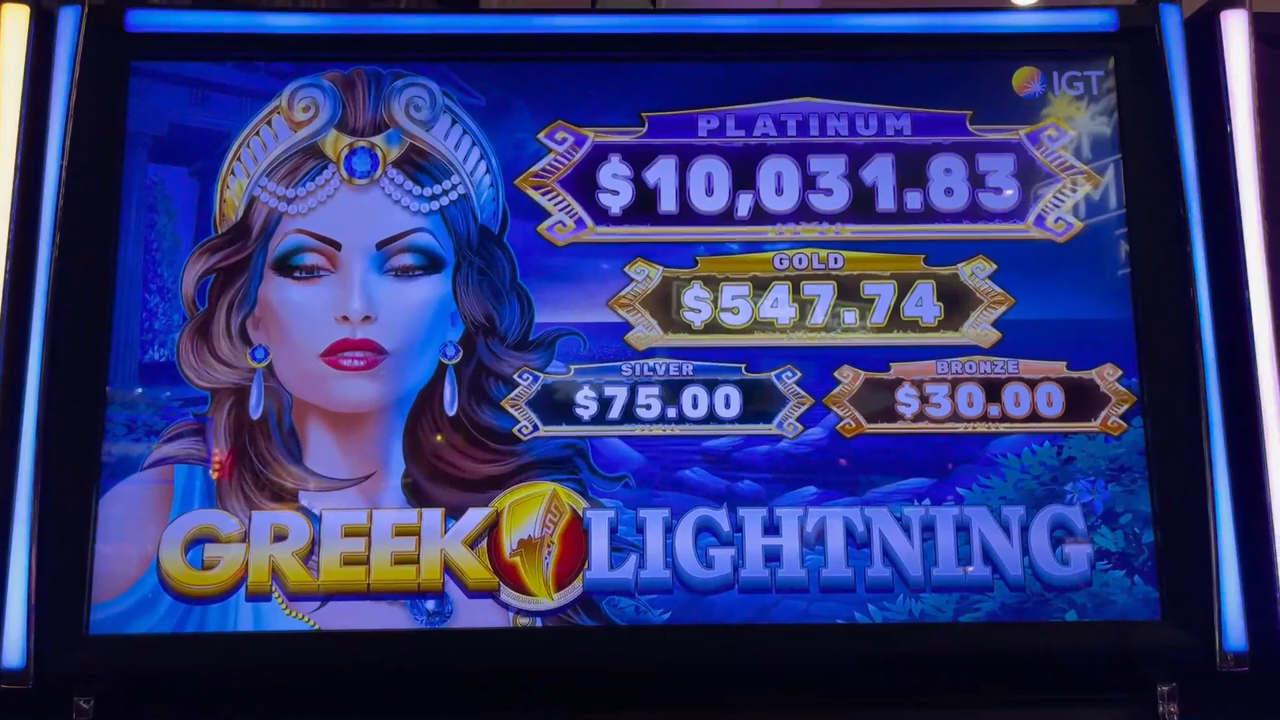 IGT
PLATINUM
$10,031.83
GOLD
$547.74
SILVER
$75.00
BRONZE
$30.00
GREEK LIGHTNING